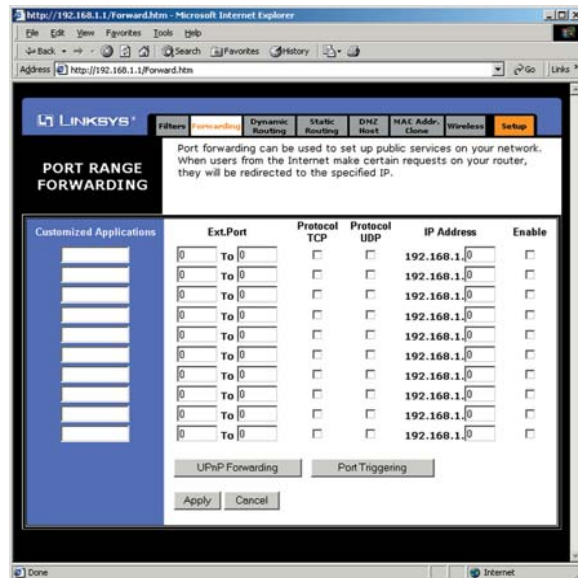 http://192.168.1.1/Forward.htm - Microsoft Internet Explorer
File Edit View Favorites Tools Help
Back Search Favorites History
Address http://192.168.1.1/Forward.htm Go Links
LINKSYS®
Filters Forwarding Dynamic Routing Static Routing DMZ Host MAC Addr. Clone Wireless Setup
PORT RANGE FORWARDING
Port forwarding can be used to set up public services on your network.
When users from the Internet make certain requests on your router,
they will be redirected to the specified IP.
Customized Applications Ext.Port Protocol TCP Protocol UDP IP Address Enable
0 To 0 192.168.1.0
0 To 0 192.168.1.0
0 To 0 192.168.1.0
0 To 0 192.168.1.0
0 To 0 192.168.1.0
0 To 0 192.168.1.0
0 To 0 192.168.1.0
0 To 0 192.168.1.0
0 To 0 192.168.1.0
0 To 0 192.168.1.0
UPnP Forwarding Port Triggering
Apply Cancel
Done Internet